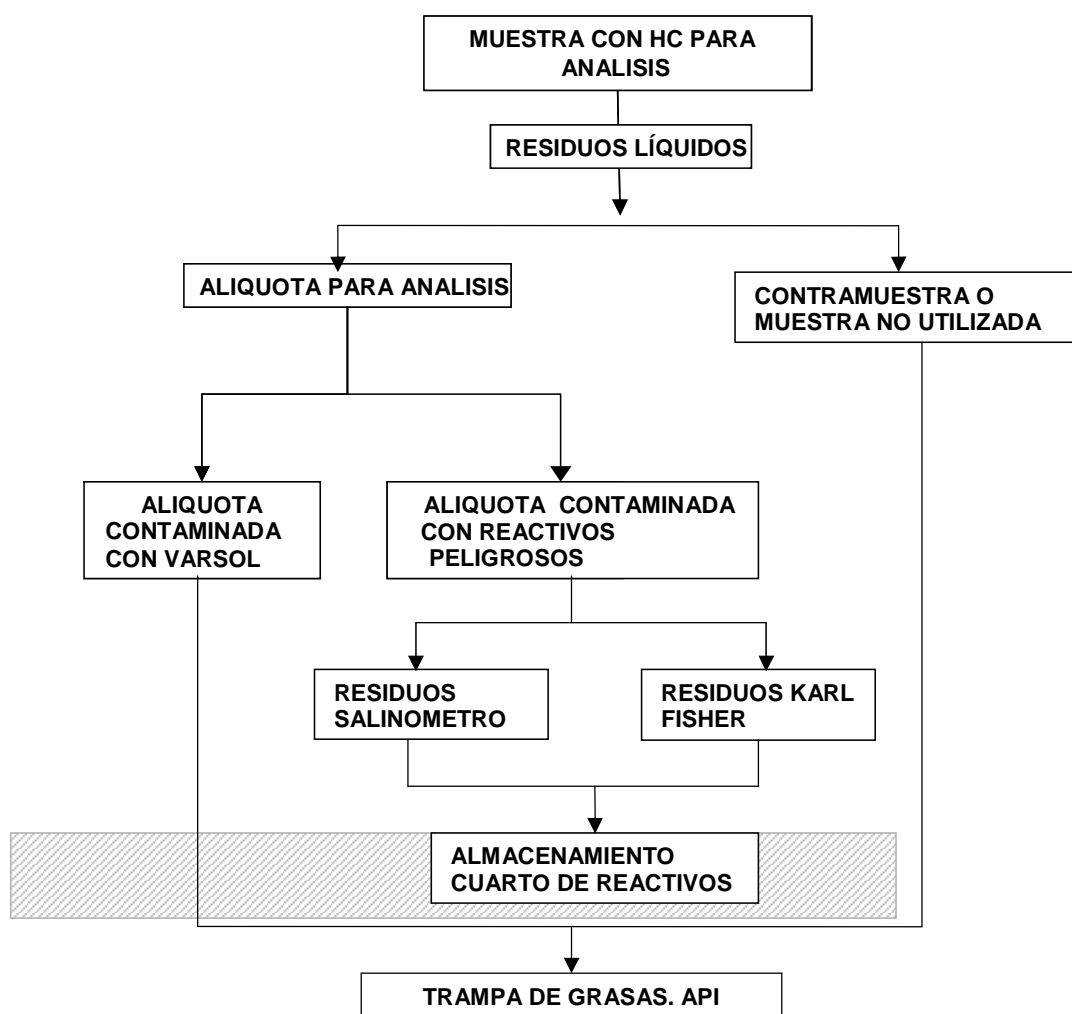 MUESTRA CON HC PARA
ANALISIS
RESIDUOS LÍQUIDOS
ALIQUOTA PARA ANALISIS
CONTRAMUESTRA O
MUESTRA NO UTILIZADA
ALIQUOTA
CONTAMINADA
CON VARSOL
ALIQUOTA CONTAMINADA
CON REACTIVOS
PELIGROSOS
RESIDUOS
SALINOMETRO
RESIDUOS KARL
FISHER
ALMACENAMIENTO
CUARTO DE REACTIVOS
TRAMPA DE GRASAS. API